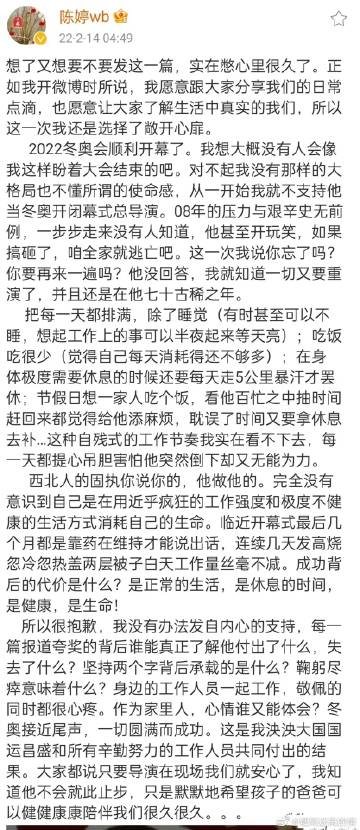 陈婷wb
22-2-14 04:49
想了又想要不要发这一篇，实在憋心里很久了。正
如我开微博时所说，我愿意跟大家分享我们的日常
点滴，也愿意让大家了解生活中真实的我们，所以
这一次我还是选择了敞开心扉。
2022冬奥会顺利开幕了。我想大概没有人会像
我这样盼着大会结束的吧。对不起我没有那样的大
格局也不懂所谓的使命感，从一开始我就不支持他
当冬奥开闭幕式总导演。08年的压力与艰辛史无前
例，一步步走来没有人知道，他甚至开玩笑，如果
搞砸了，咱全家就逃亡吧。这一次我说你忘了吗？
你要再来一遍吗？他没回答，我就知道一切又要重
演了，并且还是在他七十古稀之年。
把每一天都排满，除了睡觉（有时甚至可以不
睡，想起工作上的事可以半夜起来等天亮）；吃饭
吃很少（觉得自己每天消耗得还不够多）；在身
体极度需要休息的时候还要每天走5公里暴汗才罢
休；节假日想一家人吃个饭，看他百忙之中抽时间
赶回来都觉得给他添麻烦，耽误了时间又要拿休息
去补...这种自残式的工作节奏我实在看不下去，每
一天都提心吊胆害怕他突然倒下却又无能为力。
西北人的固执你说你的，他做他的。完全没有
意识到自己是在用近乎疯狂的工作强度和极度不健
康的生活方式消耗自己的生命。临近开幕式最后几
个月都是靠药在维持才能说出话，连续几天发高烧
忽冷忽热盖两层被子白天工作量丝毫不减。成功背
后的代价是什么？是正常的生活，是休息的时间，
是健康，是生命！
所以很抱歉，我没有办法发自内心的支持，每一
篇报道夸奖的背后谁能真正了解他付出了什么，失
去了什么？坚持两个字背后承载的是什么？鞠躬尽
瘁意味着什么？身边的工作人员一起工作，敬佩的
同时都很心疼。作为家里人，心情谁又能体会？冬
奥接近尾声，一切圆满而成功。这是我泱泱大国国
运昌盛和所有辛勤努力的工作人员共同付出的结
果。大家都说只要导演在现场我们就安心了，我知
道他不会就此止步，只是默默地希望孩子的爸爸可
以健健康康陪伴我们很久很久。。。